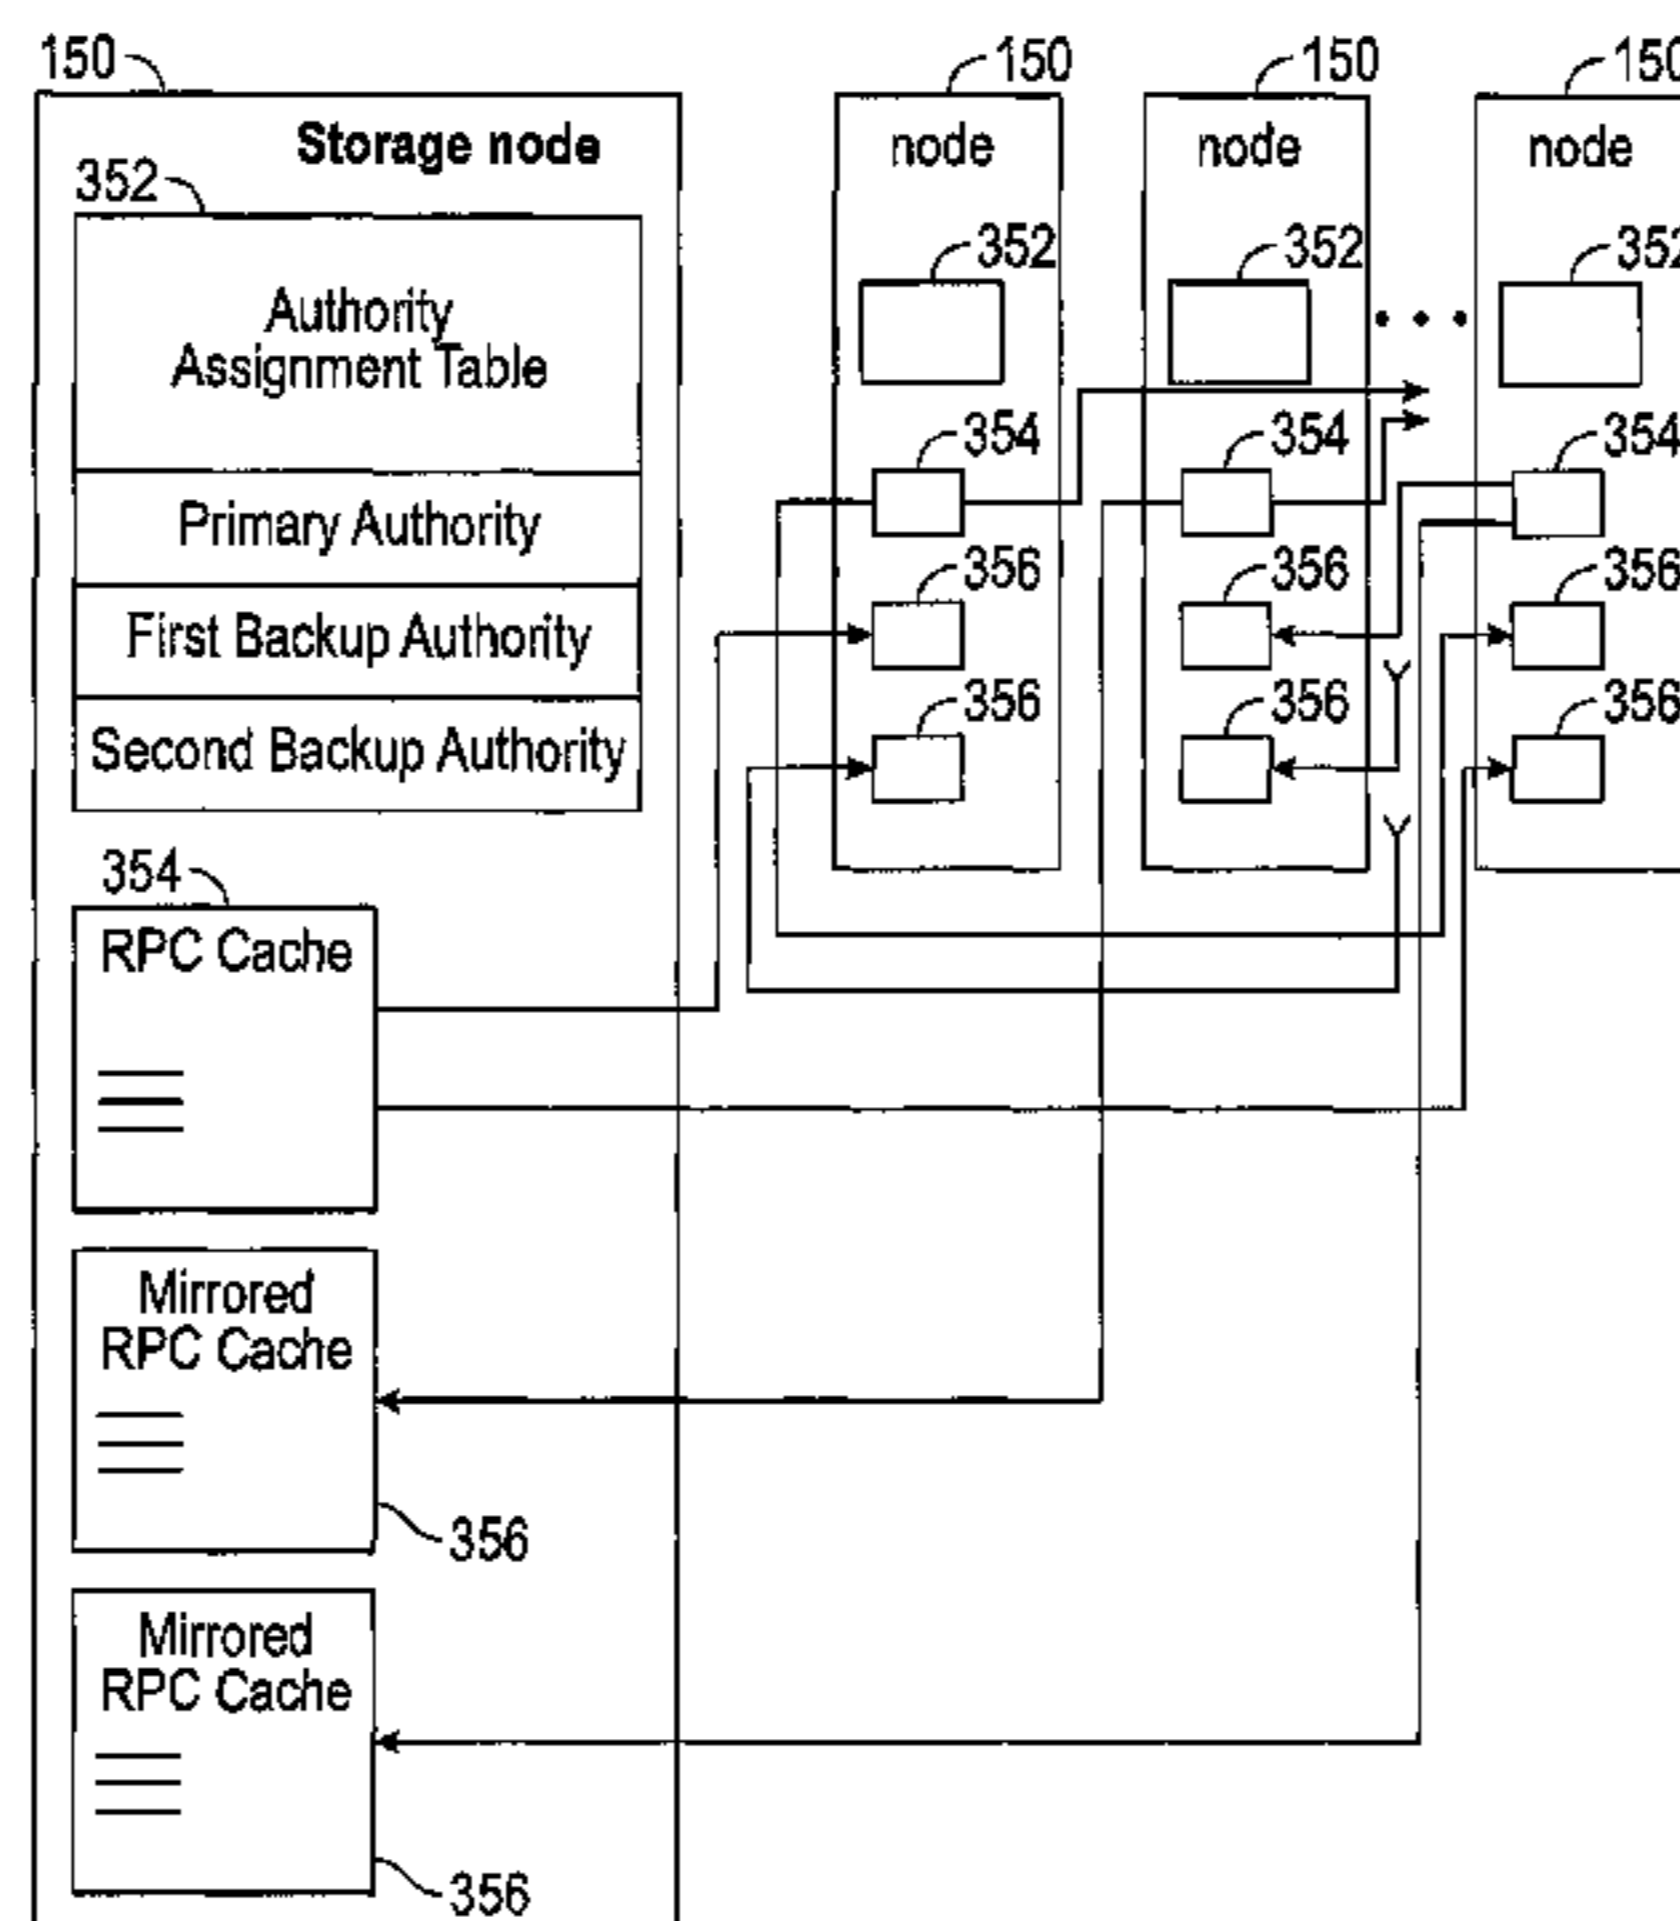 150
150
150
150
Storage node
node
node
node
352
352
352
352
Authority
Assignment Table
354
354
354
Primary Authority
356
356
356
First Backup Authority
356
356
356
Second Backup Authority
354
RPC Cache
Mirrored
RPC Cache
356
Mirrored
RPC Cache
356